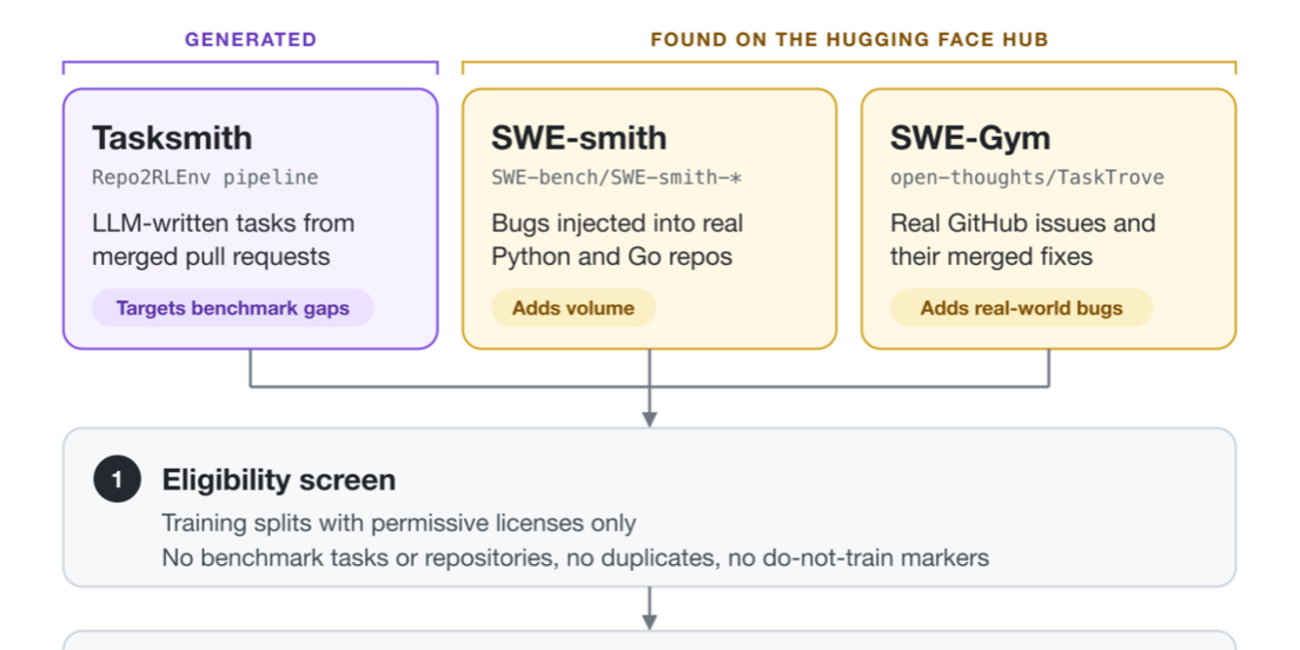 GENERATED
FOUND ON THE HUGGING FACE HUB
Tasksmith
Repo2RLEnv pipeline
LLM-written tasks from
merged pull requests
Targets benchmark gaps
SWE-smith
SWE-bench/SWE-smith-*
Bugs injected into real
Python and Go repos
Adds volume
SWE-Gym
open-thoughts/TaskTrove
Real GitHub issues and
their merged fixes
Adds real-world bugs
1
Eligibility screen
Training splits with permissive licenses only
No benchmark tasks or repositories, no duplicates, no do-not-train markers